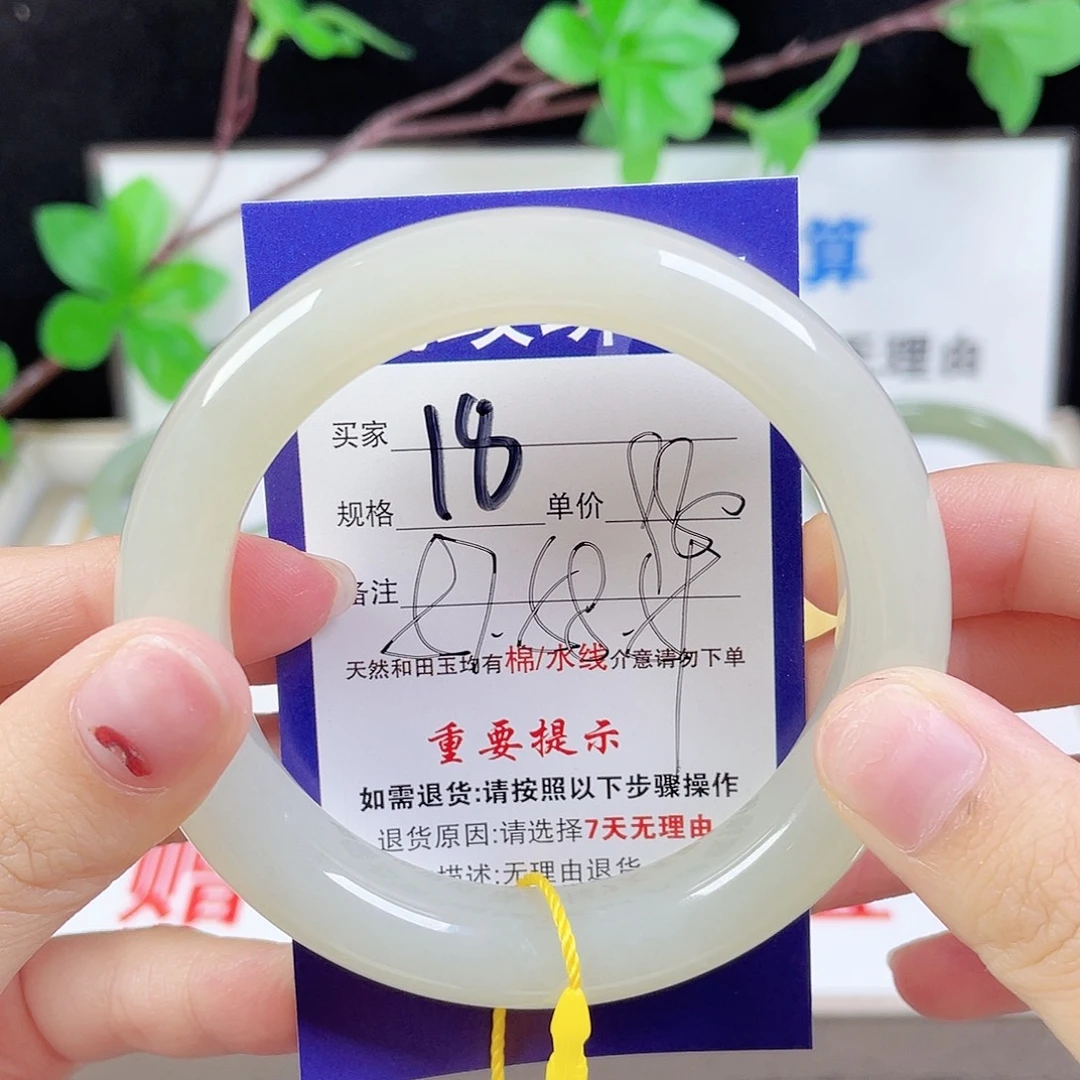 算
无理由
买家 18
规格 单价
备注
天然和田玉均有棉/水线介意请勿下单
重要提示
如需退货:请按照以下步骤操作
退货原因:请选择7天无理由
描述:无理由退货
赠